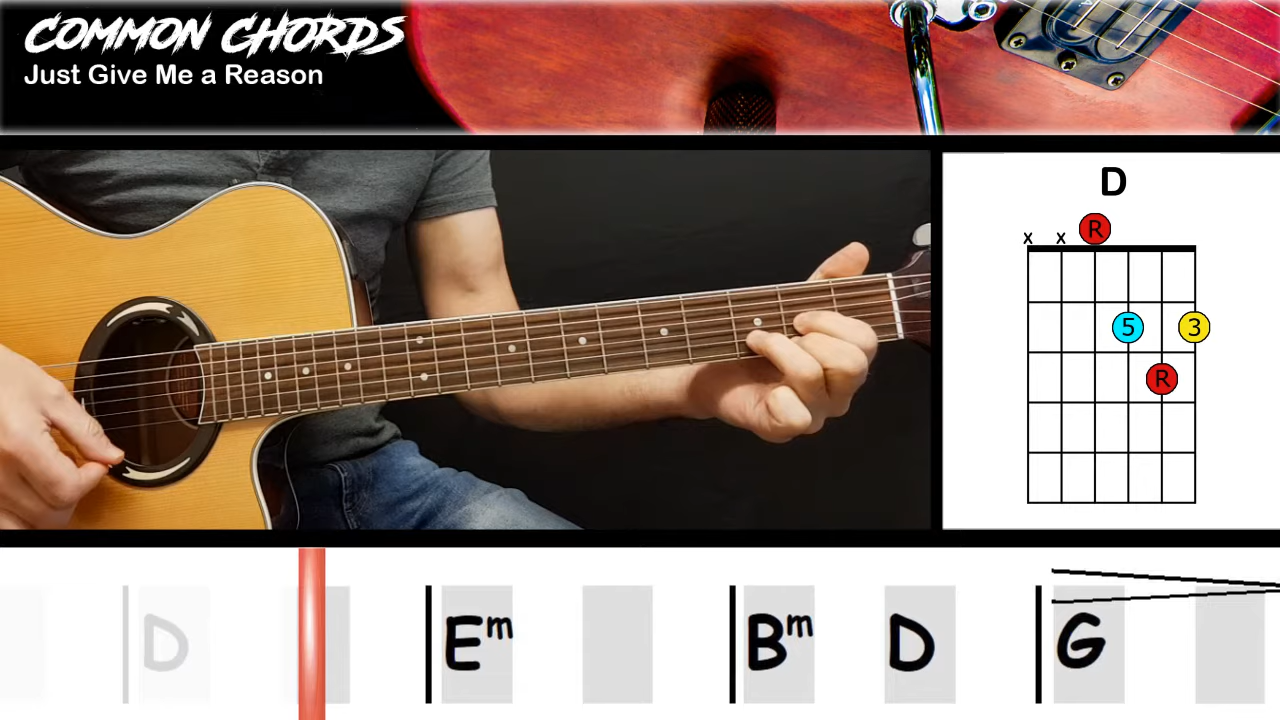 COMMON CHORDS
Just Give Me a Reason
D
x x R
5 3
R
D Em Bm D G